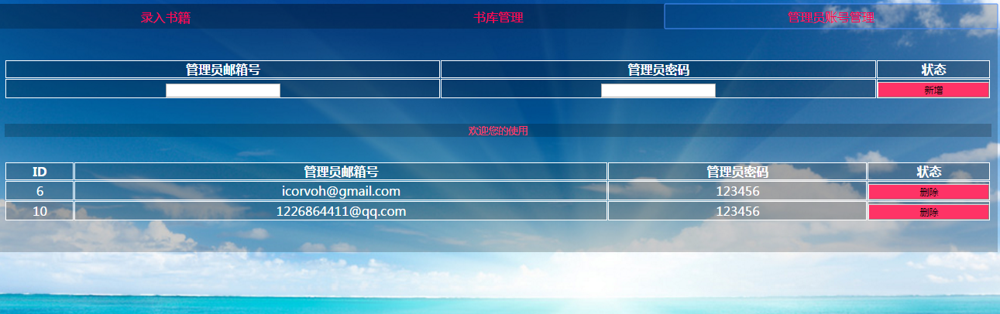 录入书籍 书库管理 管理员账号管理
管理员邮箱号 管理员密码 状态
新增
欢迎您的使用
ID 管理员邮箱号 管理员密码 状态
6 icorvoh@gmail.com 123456 删除
10 1226864411@qq.com 123456 删除